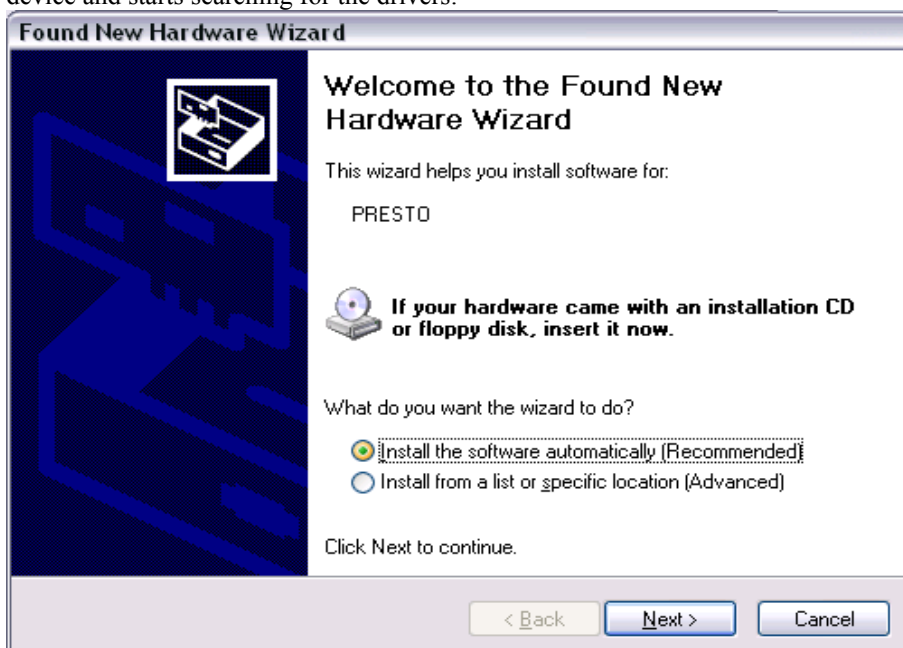 device and starts searching for the drivers.
Found New Hardware Wizard
Welcome to the Found New
Hardware Wizard
This wizard helps you install software for:
PRESTO
If your hardware came with an installation CD
or floppy disk, insert it now.
What do you want the wizard to do?
Install the software automatically (Recommended)
Install from a list or specific location (Advanced)
Click Next to continue.
< Back Next > Cancel